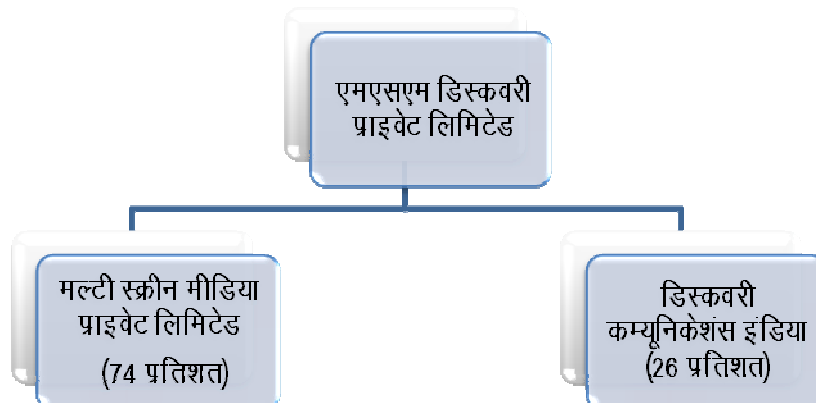 एमएसएम डिस्कवरी
प्राइवेट लिमिटेड
मल्टी स्क्रीन मीडिया
प्राइवेट लिमिटेड
(74 प्रतिशत)
डिस्कवरी
कम्यूनिकेशंस इंडिया
(26 प्रतिशत)